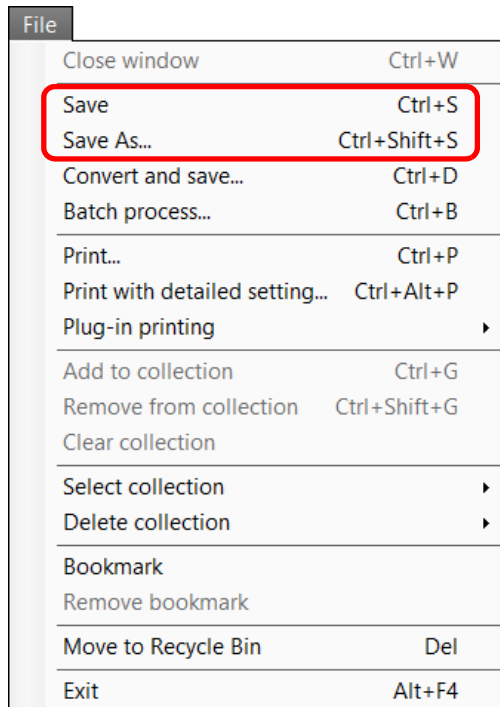 File
Close window Ctrl+W
Save Ctrl+S
Save As... Ctrl+Shift+S
Convert and save... Ctrl+D
Batch process... Ctrl+B
Print... Ctrl+P
Print with detailed setting... Ctrl+Alt+P
Plug-in printing
Add to collection Ctrl+G
Remove from collection Ctrl+Shift+G
Clear collection
Select collection
Delete collection
Bookmark
Remove bookmark
Move to Recycle Bin Del
Exit Alt+F4